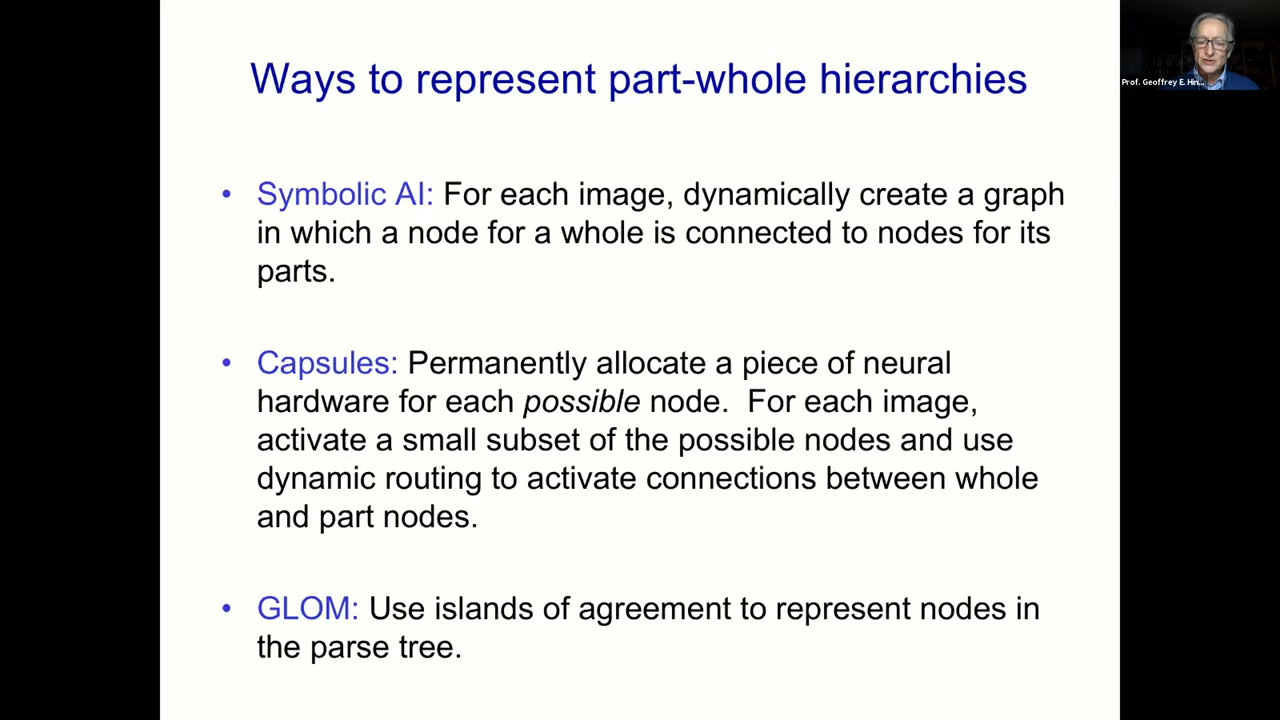 Ways to represent part-whole hierarchies
Prof. Geoffrey E. Hin...
• Symbolic AI: For each image, dynamically create a graph
in which a node for a whole is connected to nodes for its
parts.
• Capsules: Permanently allocate a piece of neural
hardware for each possible node. For each image,
activate a small subset of the possible nodes and use
dynamic routing to activate connections between whole
and part nodes.
• GLOM: Use islands of agreement to represent nodes in
the parse tree.